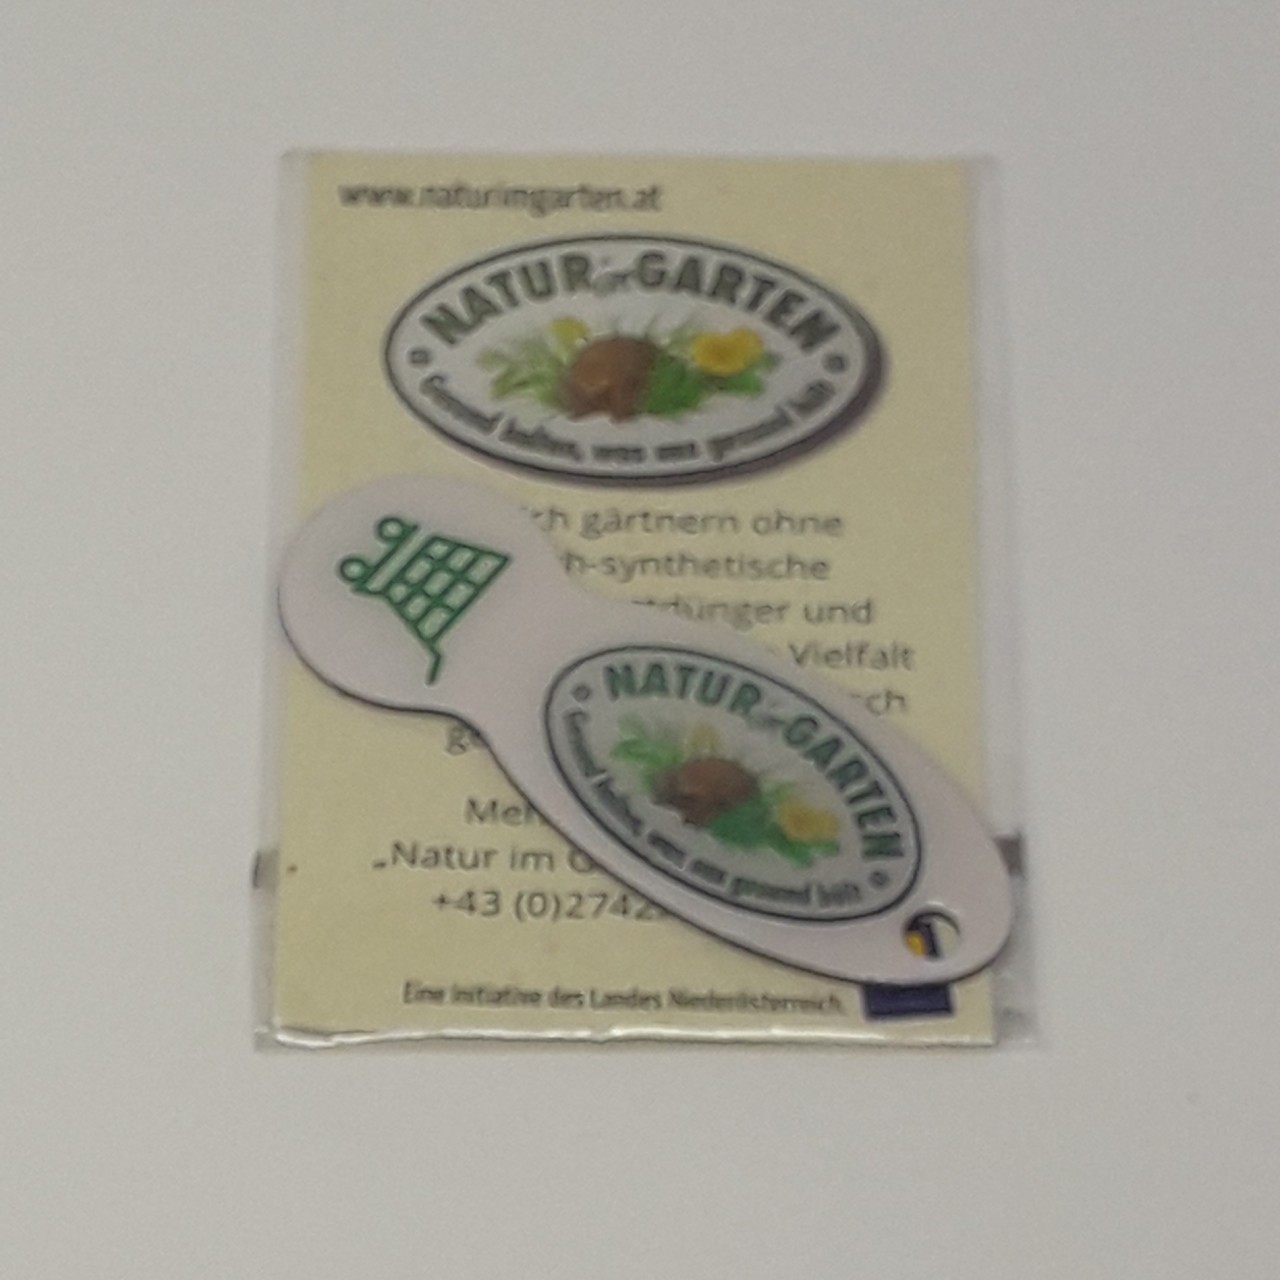 www.naturimgarten.at
NATUR im GARTEN
Gesund halten, was uns gesund hält
ch gärtnern ohne
h-synthetische
dünger und
Vielfalt
ch
ge
Meh
„Natur im G
+43 (0)2742
Eine Initiative des Landes Niederösterreich.
NATUR im GARTEN
Gesund halten, was uns gesund hält